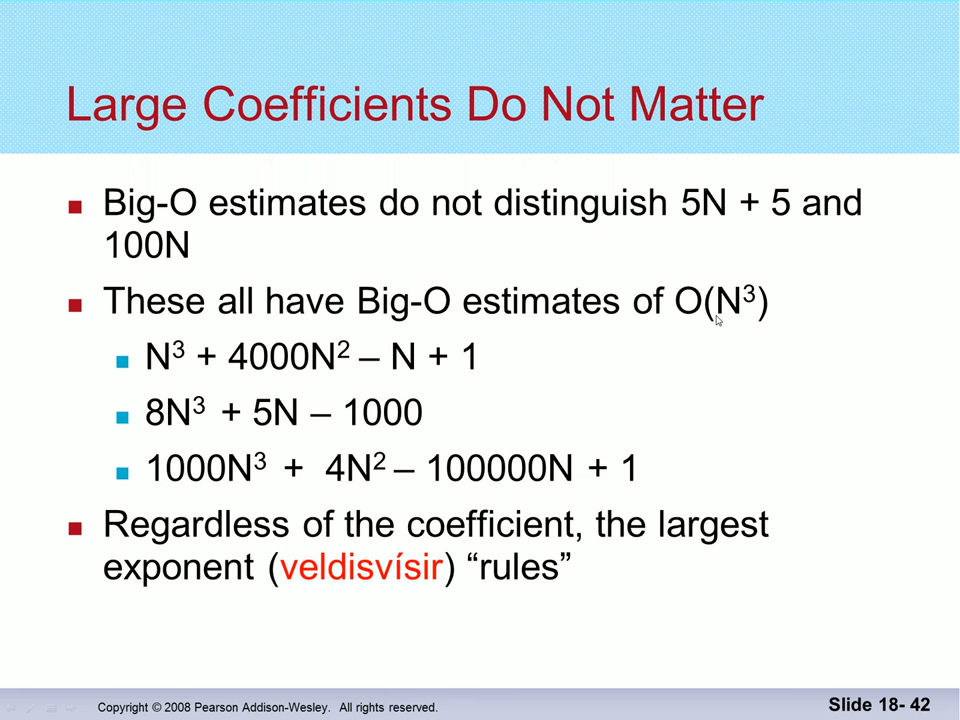 Large Coefficients Do Not Matter
Big-O estimates do not distinguish 5N + 5 and
100N
These all have Big-O estimates of O(N³)
N³ + 4000N² – N + 1
8N³ + 5N – 1000
1000N³ + 4N² – 100000N + 1
Regardless of the coefficient, the largest
exponent (veldisvísir) “rules”
Copyright © 2008 Pearson Addison-Wesley. All rights reserved.
Slide 18- 42